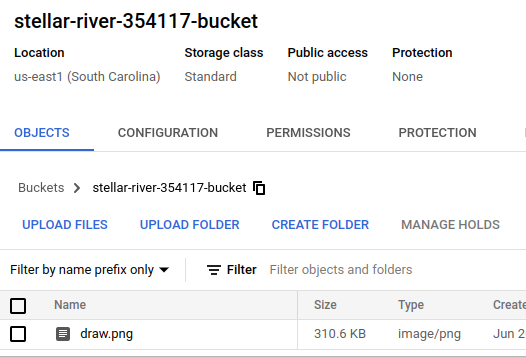 stellar-river-354117-bucket
Location Storage class Public access Protection
us-east1 (South Carolina) Standard Not public None
OBJECTS CONFIGURATION PERMISSIONS PROTECTION
Buckets > stellar-river-354117-bucket
UPLOAD FILES UPLOAD FOLDER CREATE FOLDER MANAGE HOLDS
Filter by name prefix only Filter Filter objects and folders
Name Size Type Create
draw.png 310.6 KB image/png Jun 2